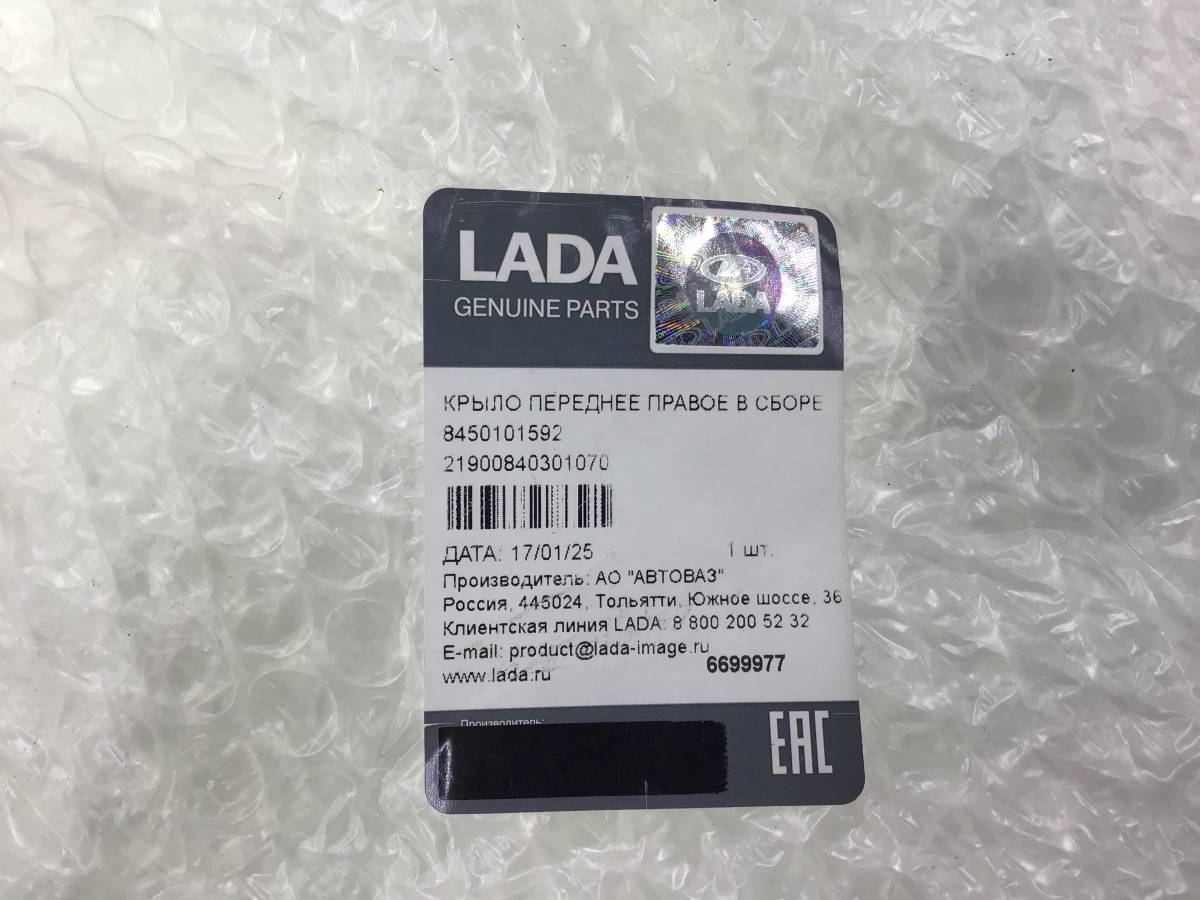 LADA
GENUINE PARTS
LADA
КРЫЛО ПЕРЕДНЕЕ ПРАВОЕ В СБОРЕ
8450101592
21900840301070
ДАТА: 17/01/25 1 шт.
Производитель: АО "АВТОВАЗ"
Россия, 445024, Тольятти, Южное шоссе, 36
Клиентская линия LADA: 8 800 200 52 32
E-mail: product@lada-image.ru
www.lada.ru 6699977
Производитель:
EAC